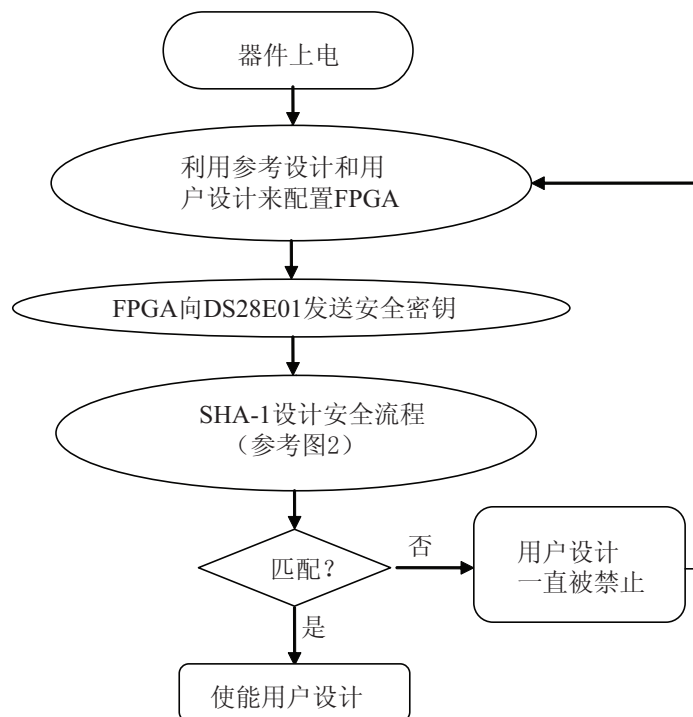 器件上电
利用参考设计和用
户设计来配置FPGA
FPGA向DS28E01发送安全密钥
SHA-1设计安全流程
（参考图2）
匹配?
否
用户设计
一直被禁止
是
使能用户设计